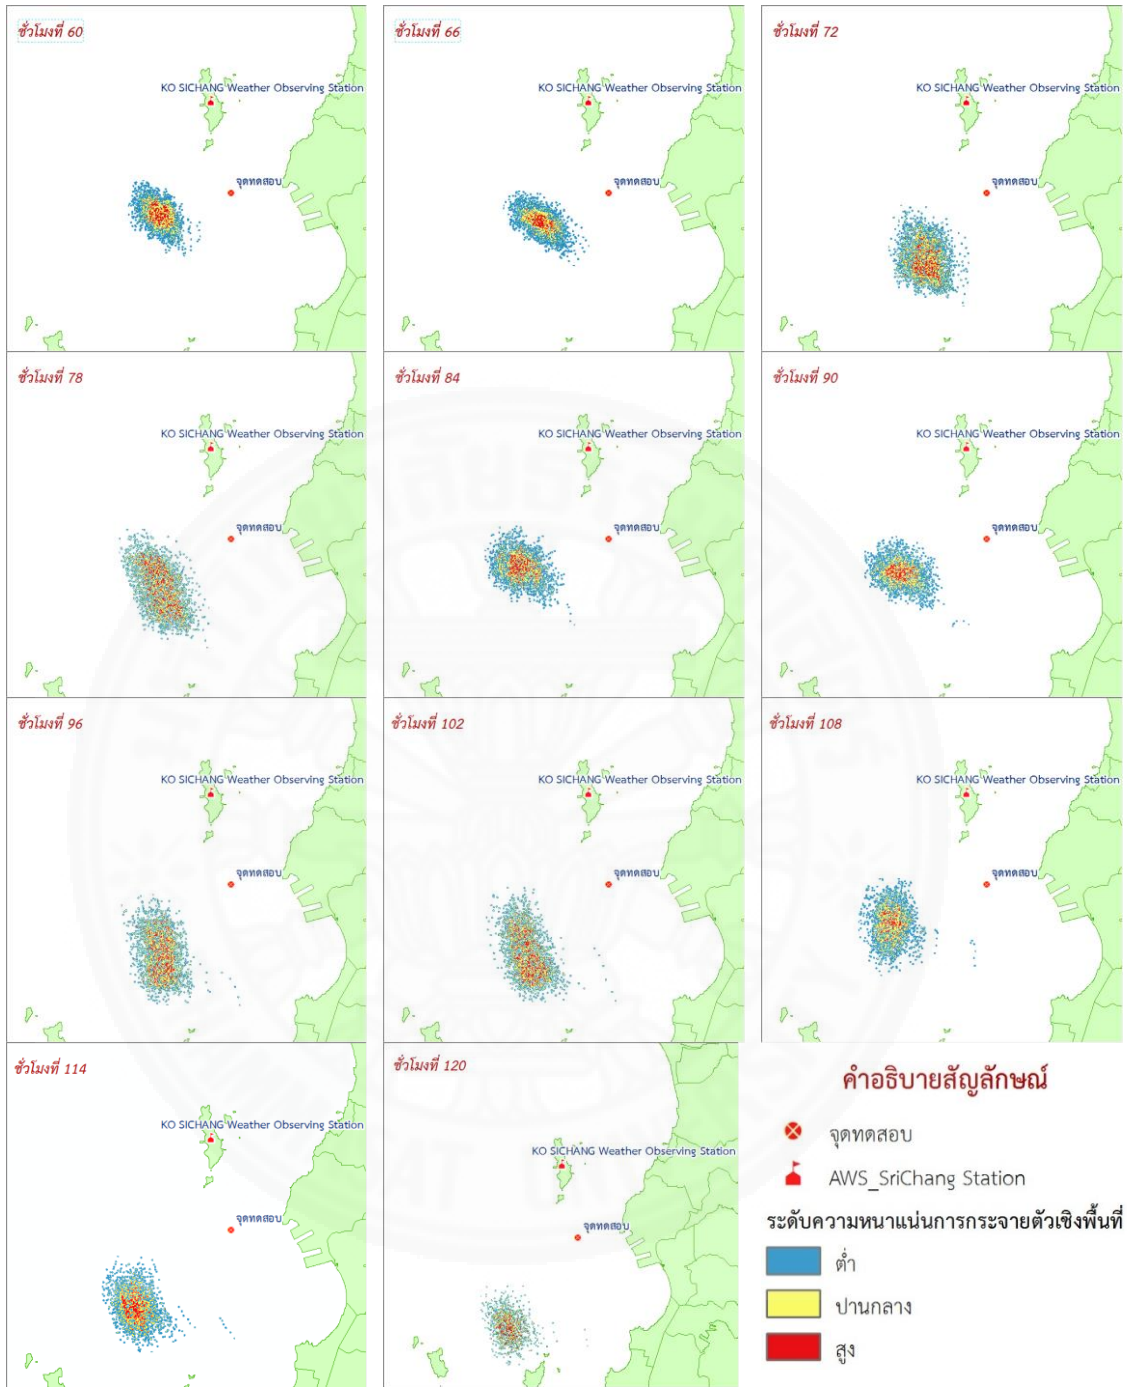 ชั่วโมงที่ 60
KO SICHANG Weather Observing Station
จุดทดสอบ
ชั่วโมงที่ 66
KO SICHANG Weather Observing Station
จุดทดสอบ
ชั่วโมงที่ 72
KO SICHANG Weather Observing Station
จุดทดสอบ
ชั่วโมงที่ 78
KO SICHANG Weather Observing Station
จุดทดสอบ
ชั่วโมงที่ 84
KO SICHANG Weather Observing Station
จุดทดสอบ
ชั่วโมงที่ 90
KO SICHANG Weather Observing Station
จุดทดสอบ
ชั่วโมงที่ 96
KO SICHANG Weather Observing Station
จุดทดสอบ
ชั่วโมงที่ 102
KO SICHANG Weather Observing Station
จุดทดสอบ
ชั่วโมงที่ 108
KO SICHANG Weather Observing Station
จุดทดสอบ
ชั่วโมงที่ 114
KO SICHANG Weather Observing Station
จุดทดสอบ
ชั่วโมงที่ 120
KO SICHANG Weather Observing Station
จุดทดสอบ
คำอธิบายสัญลักษณ์
จุดทดสอบ
AWS_SriChang Station
ระดับความหนาแน่นการกระจายตัวเชิงพื้นที่
ต่ำ
ปานกลาง
สูง